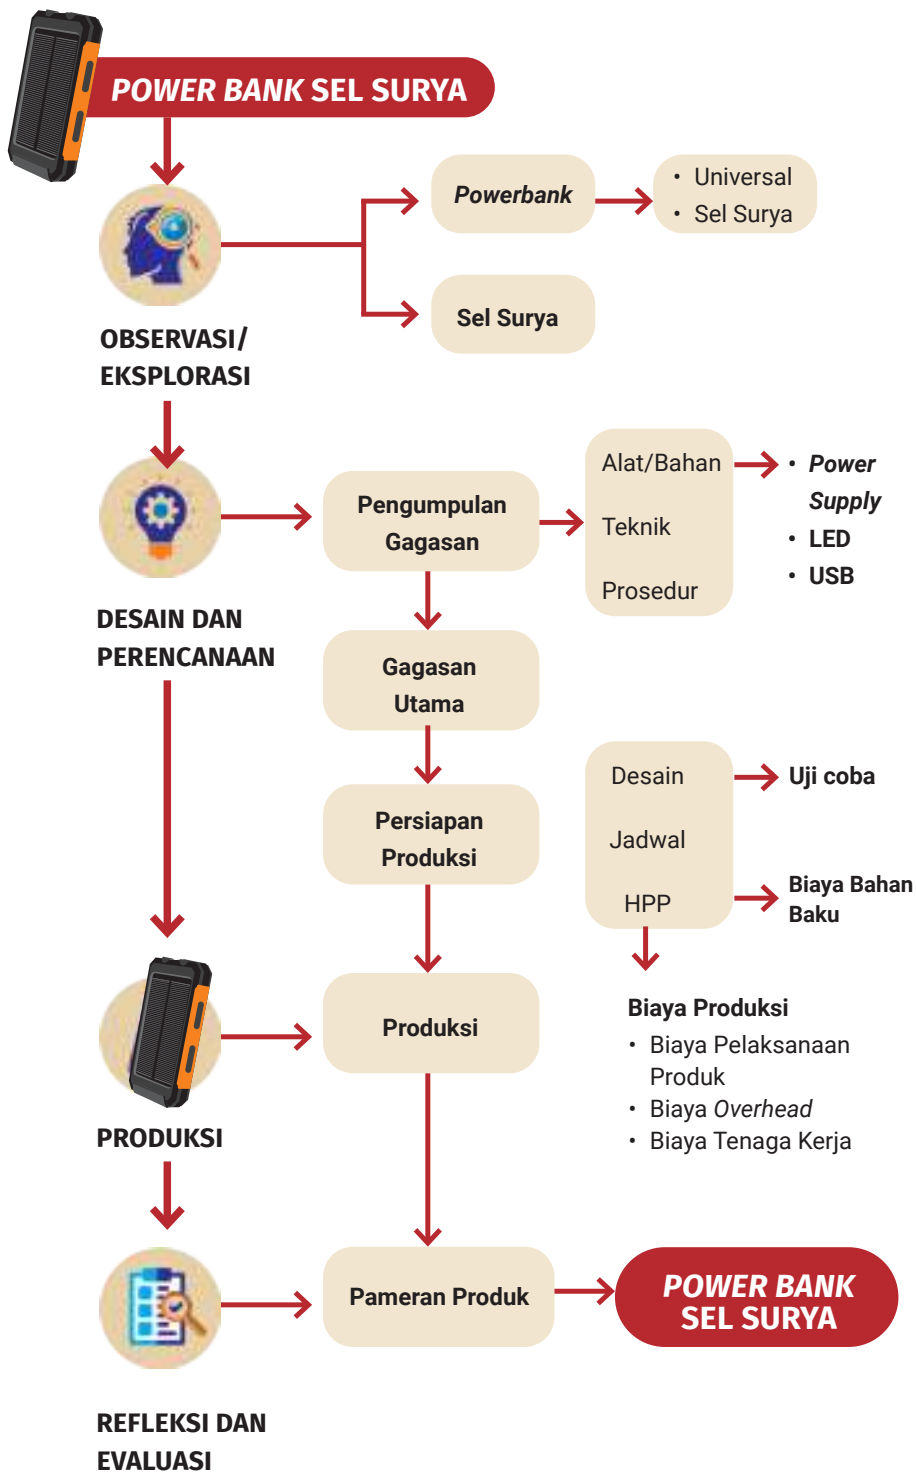 POWER BANK SEL SURYA
Powerbank
• Universal
• Sel Surya
Sel Surya
OBSERVASI/
EKSPLORASI
Pengumpulan
Gagasan
Alat/Bahan
Teknik
Prosedur
• Power
Supply
• LED
• USB
DESAIN DAN
PERENCANAAN
Gagasan
Utama
Persiapan
Produksi
Desain
Jadwal
HPP
Uji coba
Biaya Bahan
Baku
Biaya Produksi
• Biaya Pelaksanaan
Produk
• Biaya Overhead
• Biaya Tenaga Kerja
Produksi
PRODUKSI
Pameran Produk
POWER BANK
SEL SURYA
REFLEKSI DAN
EVALUASI